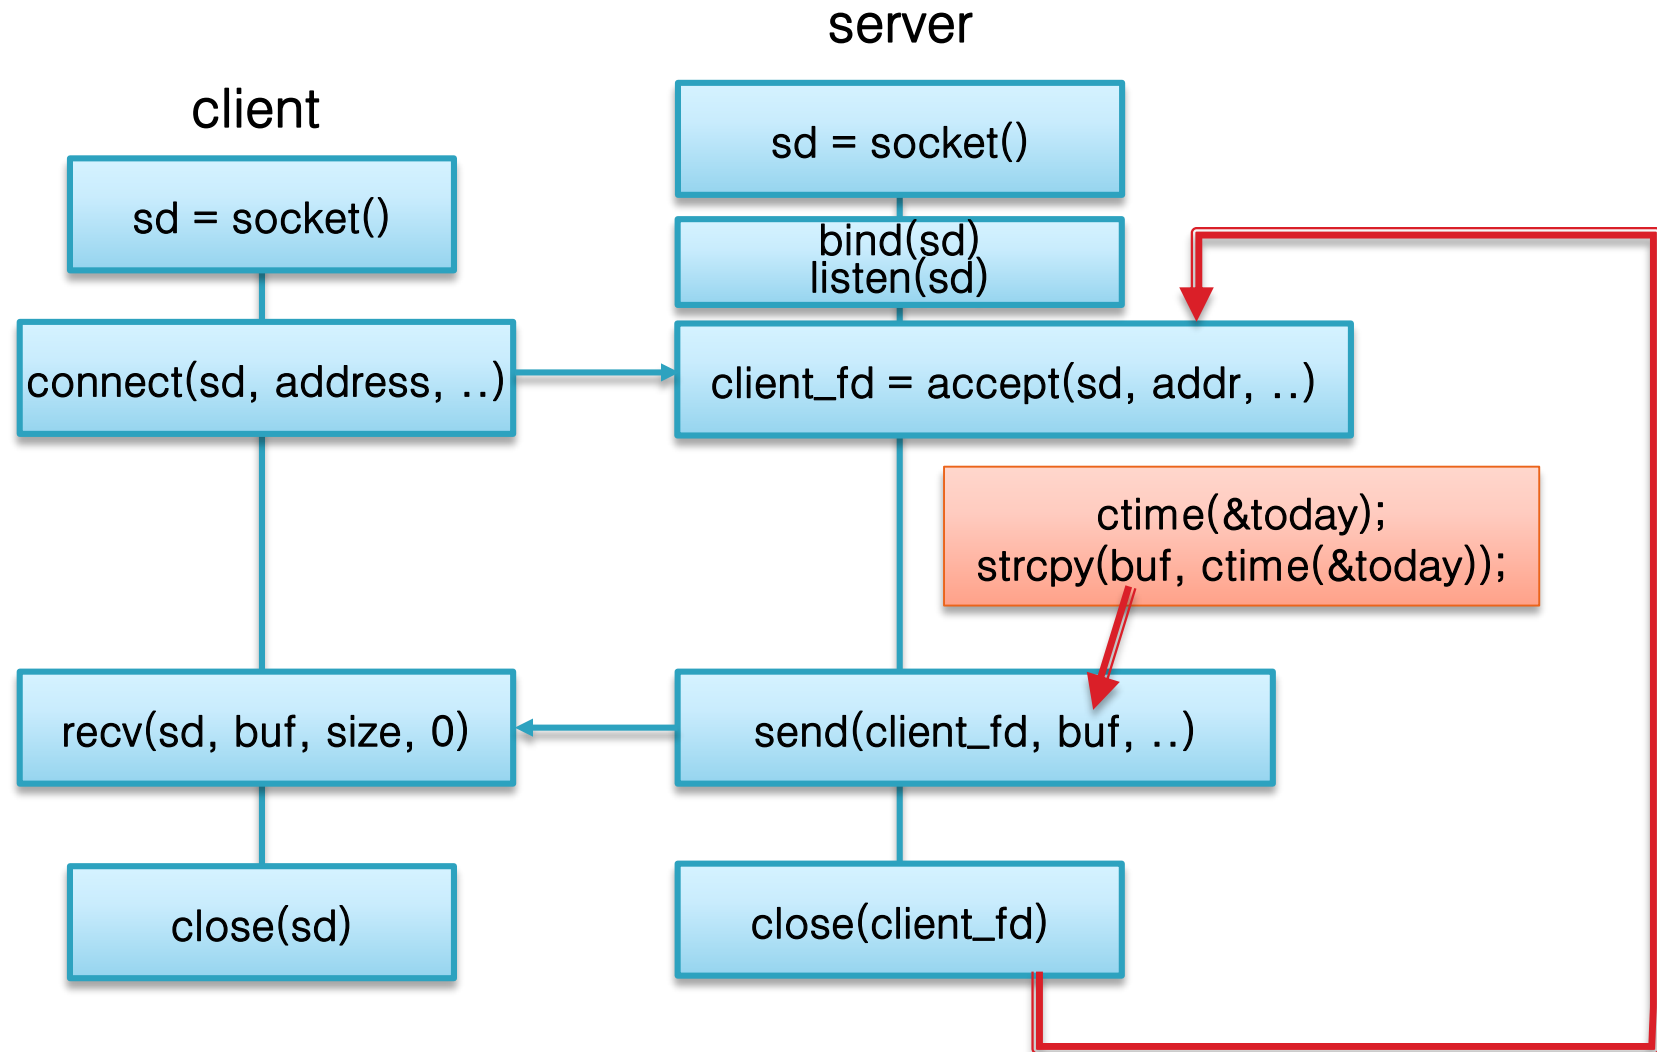 server
client
sd = socket()
sd = socket()
bind(sd)
listen(sd)
connect(sd, address, ..)
client_fd = accept(sd, addr, ..)
ctime(&today);
strcpy(buf, ctime(&today));
recv(sd, buf, size, 0)
send(client_fd, buf, ..)
close(sd)
close(client_fd)